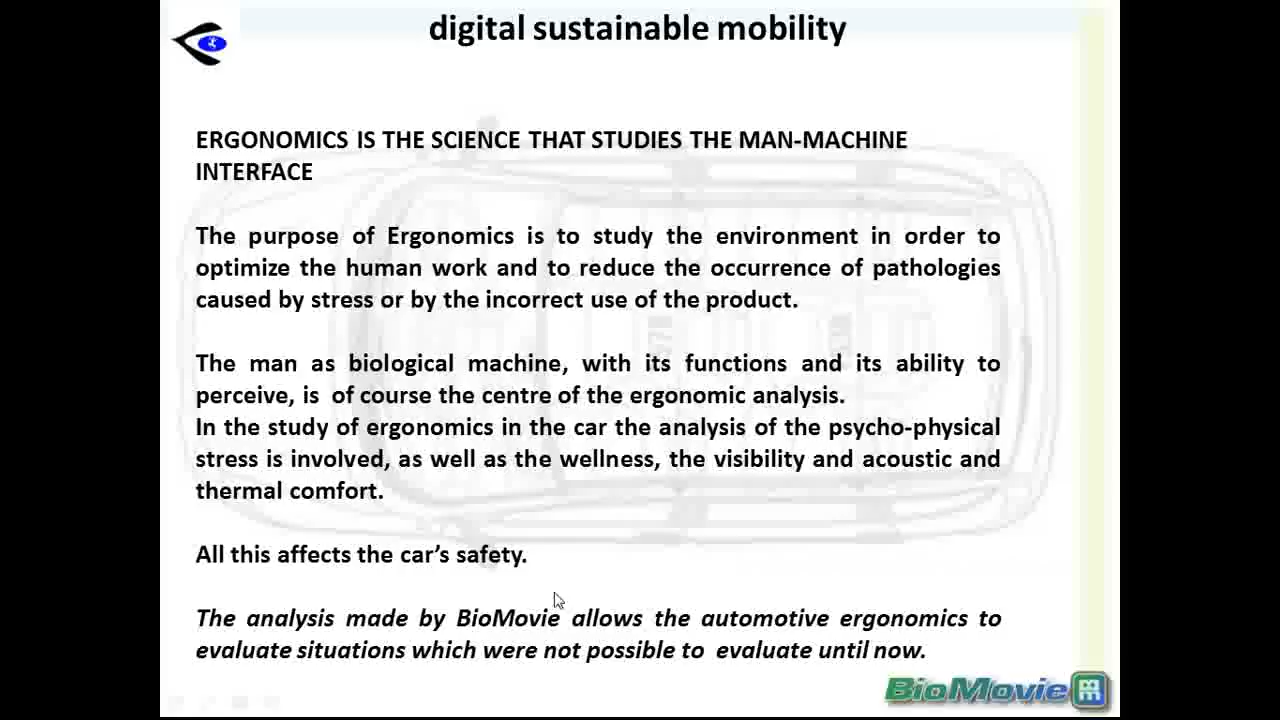 digital sustainable mobility
ERGONOMICS IS THE SCIENCE THAT STUDIES THE MAN-MACHINE
INTERFACE
The purpose of Ergonomics is to study the environment in order to
optimize the human work and to reduce the occurrence of pathologies
caused by stress or by the incorrect use of the product.
The man as biological machine, with its functions and its ability to
perceive, is of course the centre of the ergonomic analysis.
In the study of ergonomics in the car the analysis of the psycho-physical
stress is involved, as well as the wellness, the visibility and acoustic and
thermal comfort.
All this affects the car’s safety.
The analysis made by BioMovie allows the automotive ergonomics to
evaluate situations which were not possible to evaluate until now.
BioMovie